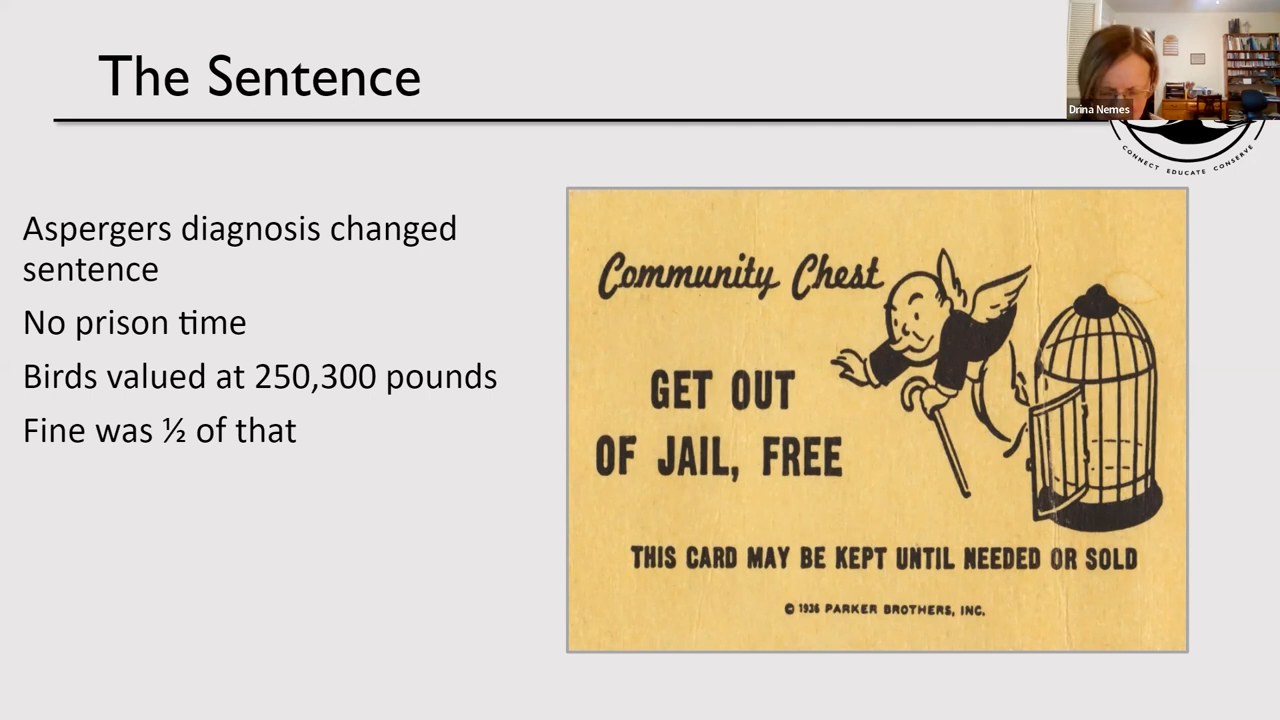 The Sentence
Drina Nemes
CONNECT EDUCATE CONSERVE
Aspergers diagnosis changed
sentence
No prison time
Birds valued at 250,300 pounds
Fine was ½ of that
Community Chest
GET OUT
OF JAIL, FREE
THIS CARD MAY BE KEPT UNTIL NEEDED OR SOLD
© 1936 PARKER BROTHERS, INC.